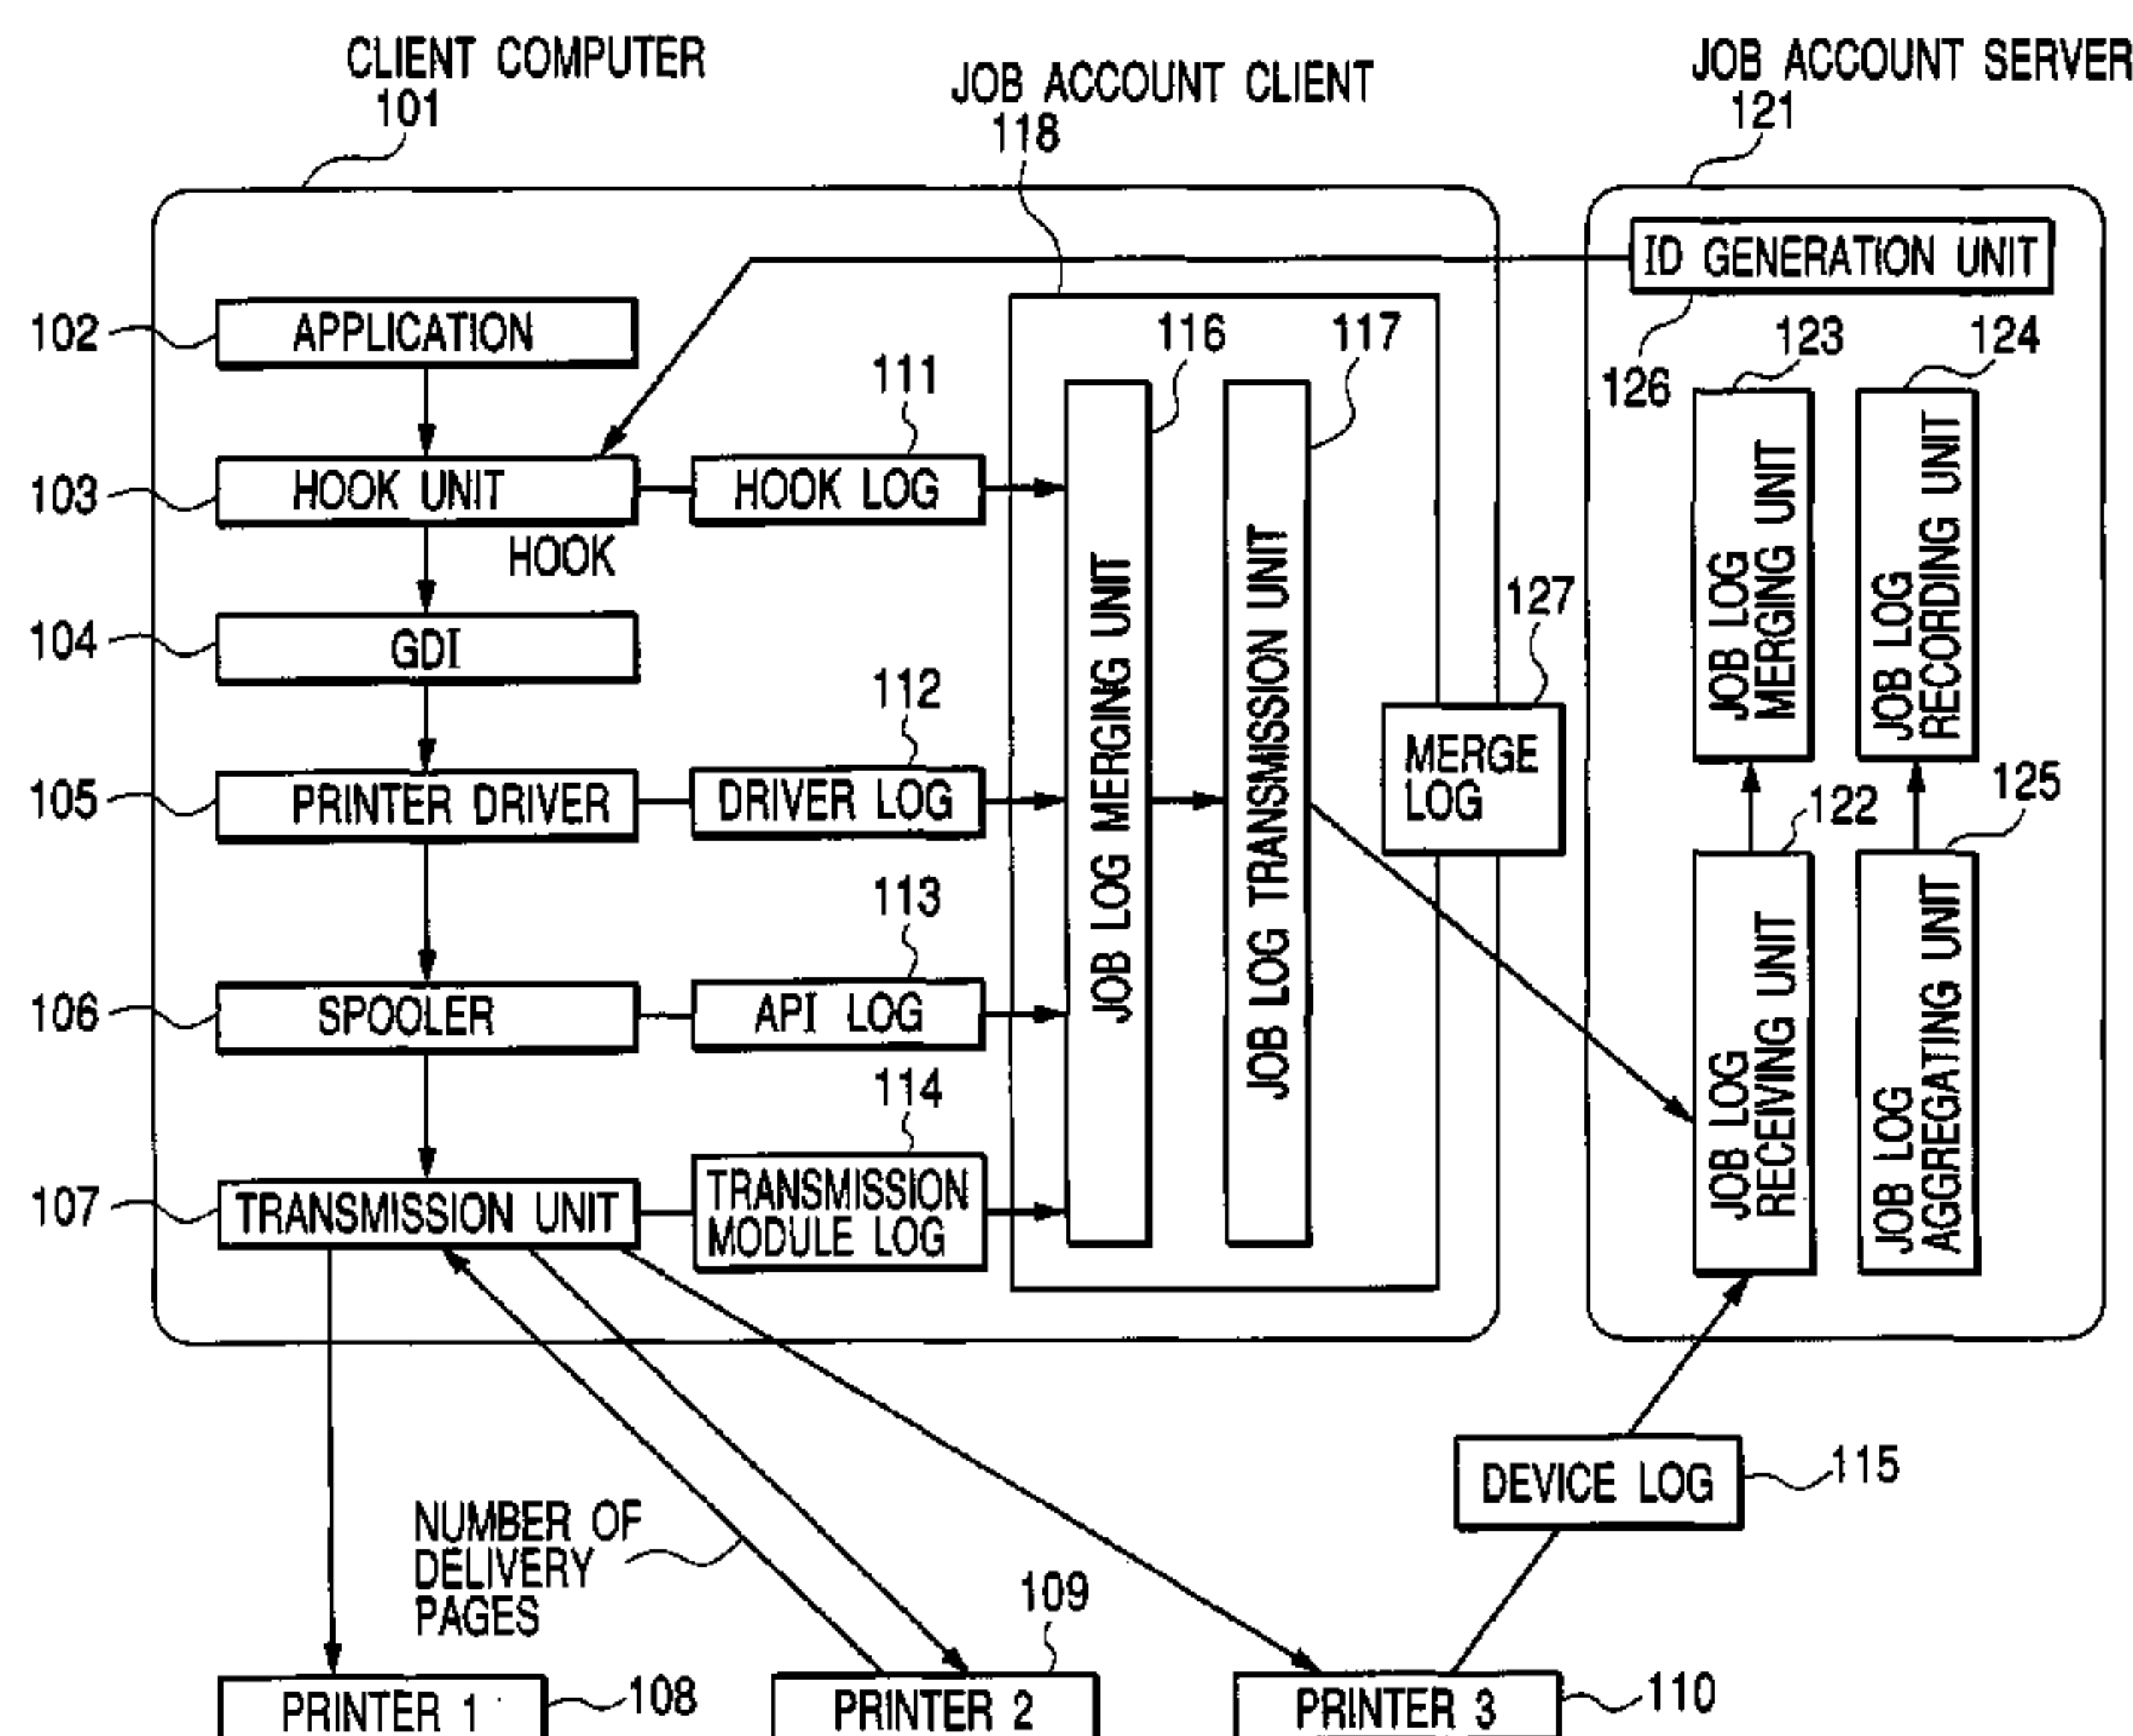 CLIENT COMPUTER
101
JOB ACCOUNT CLIENT
118
JOB ACCOUNT SERVER
121
ID GENERATION UNIT
126
102
APPLICATION
103
HOOK UNIT
HOOK
111
HOOK LOG
104
GDI
105
PRINTER DRIVER
112
DRIVER LOG
106
SPOOLER
113
API LOG
107
TRANSMISSION UNIT
114
TRANSMISSION
MODULE LOG
116
JOB LOG MERGING UNIT
117
JOB LOG TRANSMISSION UNIT
127
MERGE
LOG
123
JOB LOG
MERGING UNIT
124
JOB LOG
RECORDING UNIT
122
JOB LOG
RECEIVING UNIT
125
JOB LOG
AGGREGATING UNIT
DEVICE LOG
115
NUMBER OF
DELIVERY
PAGES
PRINTER 1
108
109
PRINTER 2
PRINTER 3
110